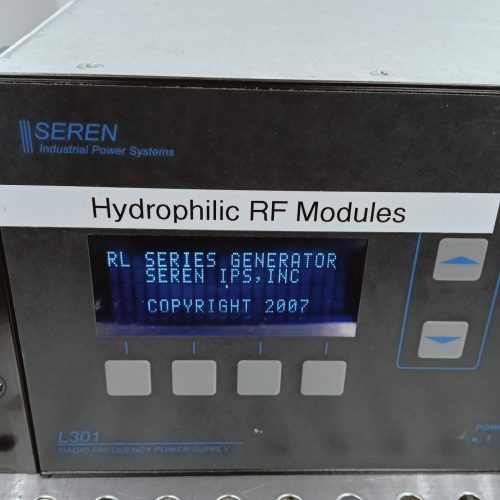 SEREN
Industrial Power Systems
Hydrophilic RF Modules
RL SERIES GENERATOR
SEREN IPS,INC
COPYRIGHT 2007
L301
RADIO FREQUENCY POWER SUPPLY